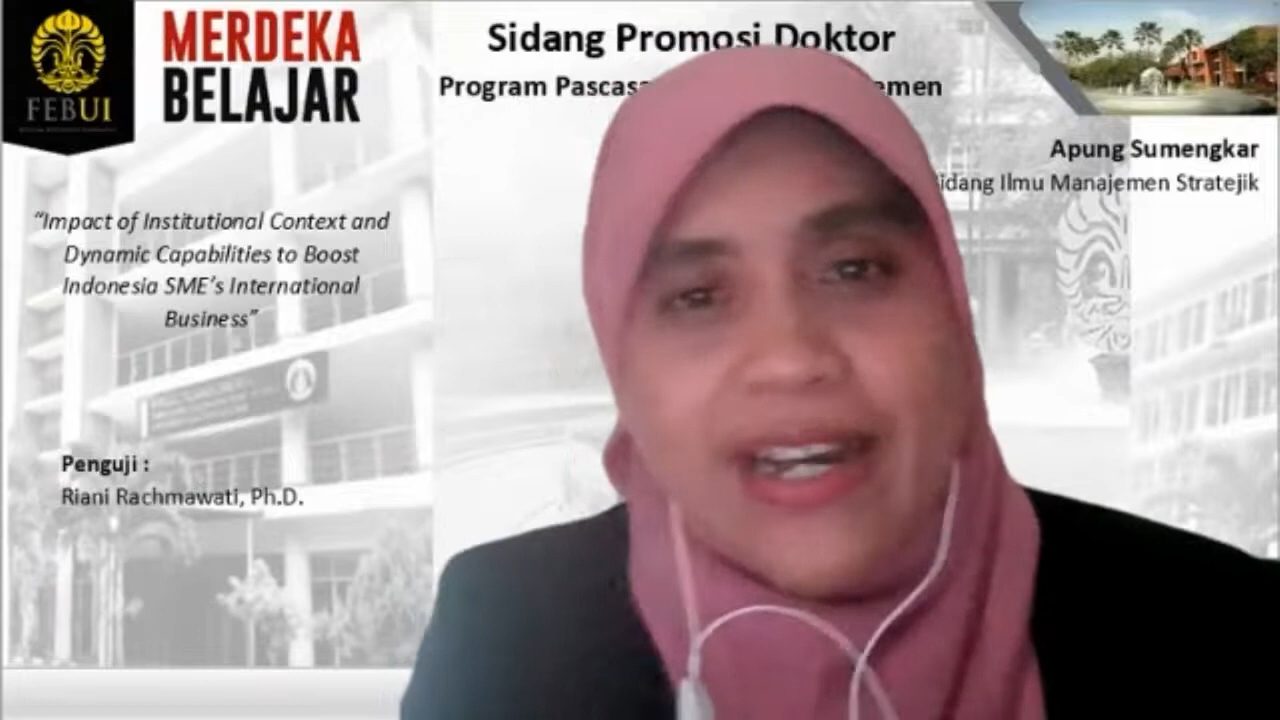 FEBUI
MERDEKA
BELAJAR
Sidang Promosi Doktor
Program Pascasa emen
Apung Sumengkar
idang Ilmu Manajemen Stratejik
“Impact of Institutional Context and
Dynamic Capabilities to Boost
Indonesia SME’s International
Business”
Penguji :
Riani Rachmawati, Ph.D.